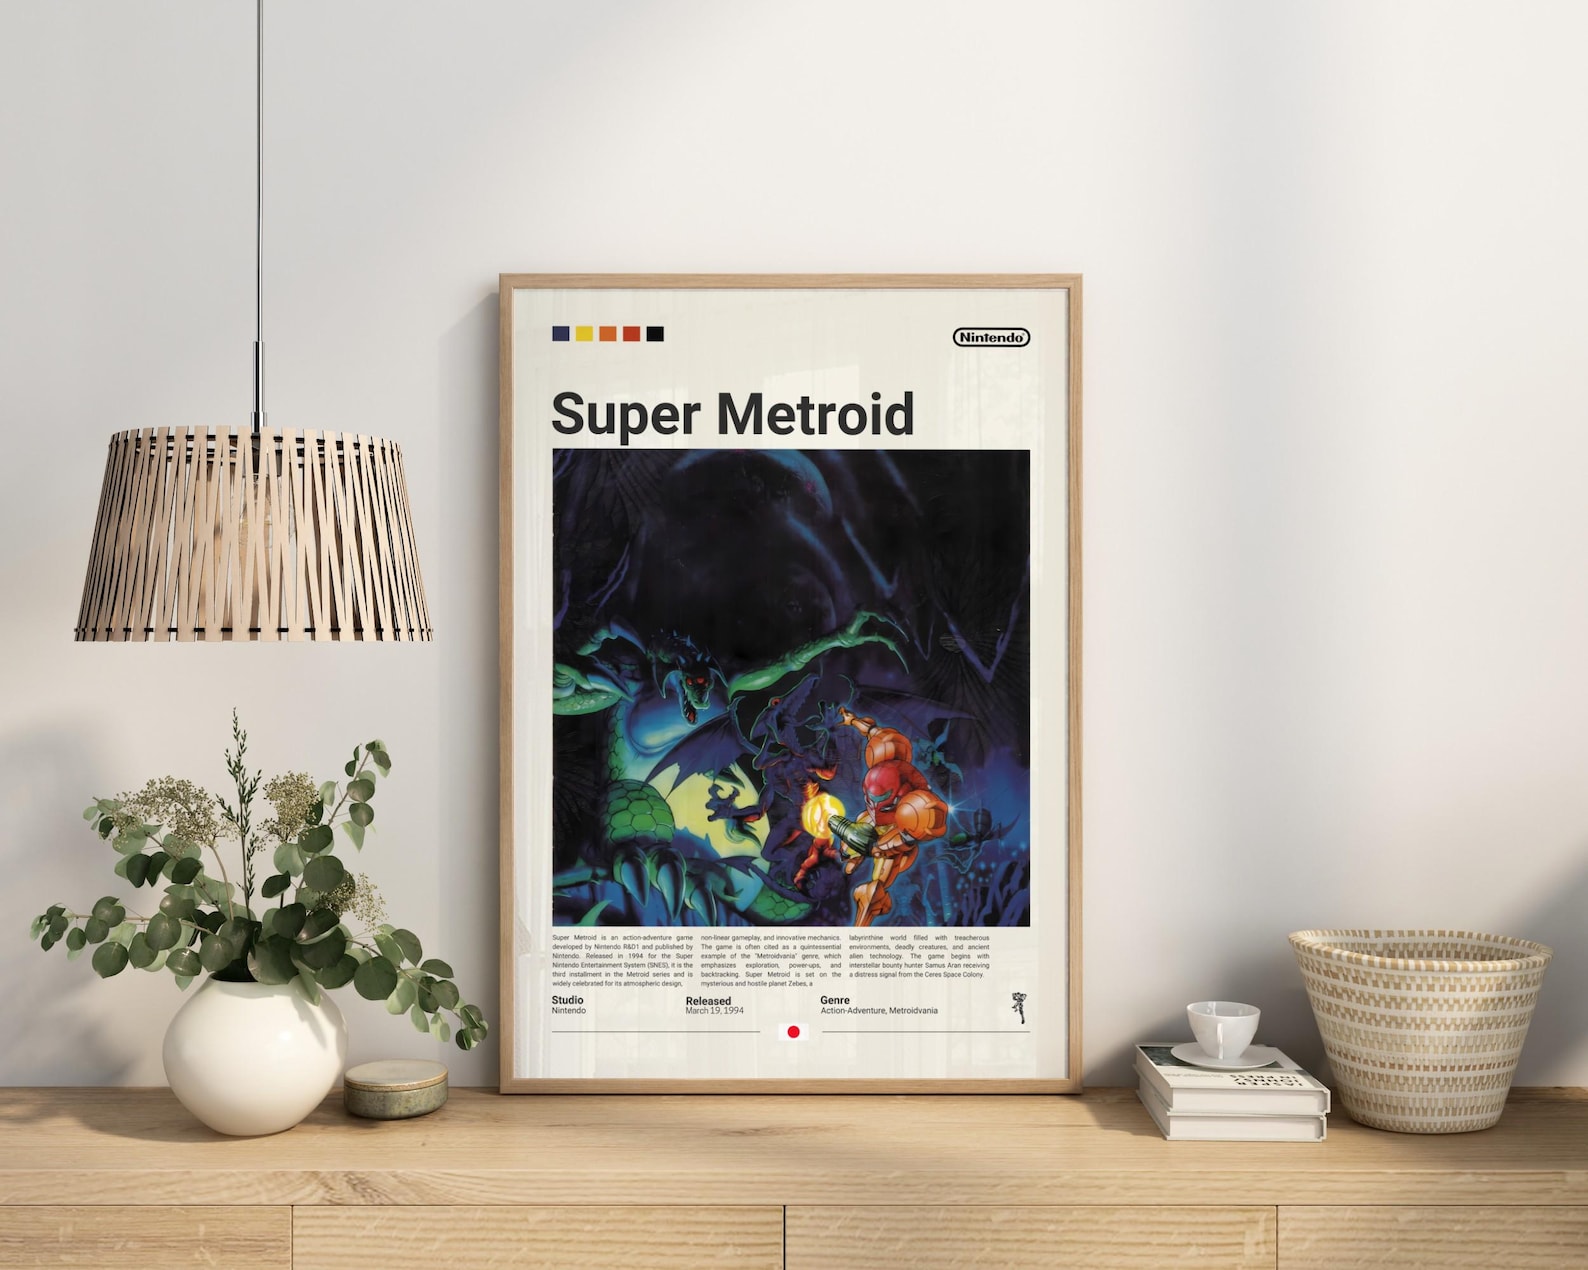 Nintendo
Super Metroid
Super Metroid is an action-adventure game
developed by Nintendo R&D1 and published by
Nintendo. Released in 1994 for the Super
Nintendo Entertainment System (SNES), it is the
third installment in the Metroid series and is
widely celebrated for its atmospheric design,
non-linear gameplay, and innovative mechanics.
The game is often cited as a quintessential
example of the "Metroidvania" genre, which
emphasizes exploration, power-ups, and
backtracking. Super Metroid is set on the
mysterious and hostile planet Zebes, a
labyrinthine world filled with treacherous
environments, deadly creatures, and ancient
alien technology. The game begins with
interstellar bounty hunter Samus Aran receiving
a distress signal from the Ceres Space Colony.
Studio
Nintendo
Released
March 19, 1994
Genre
Action-Adventure, Metroidvania
JASPER
JOHNS/
IN PRESS